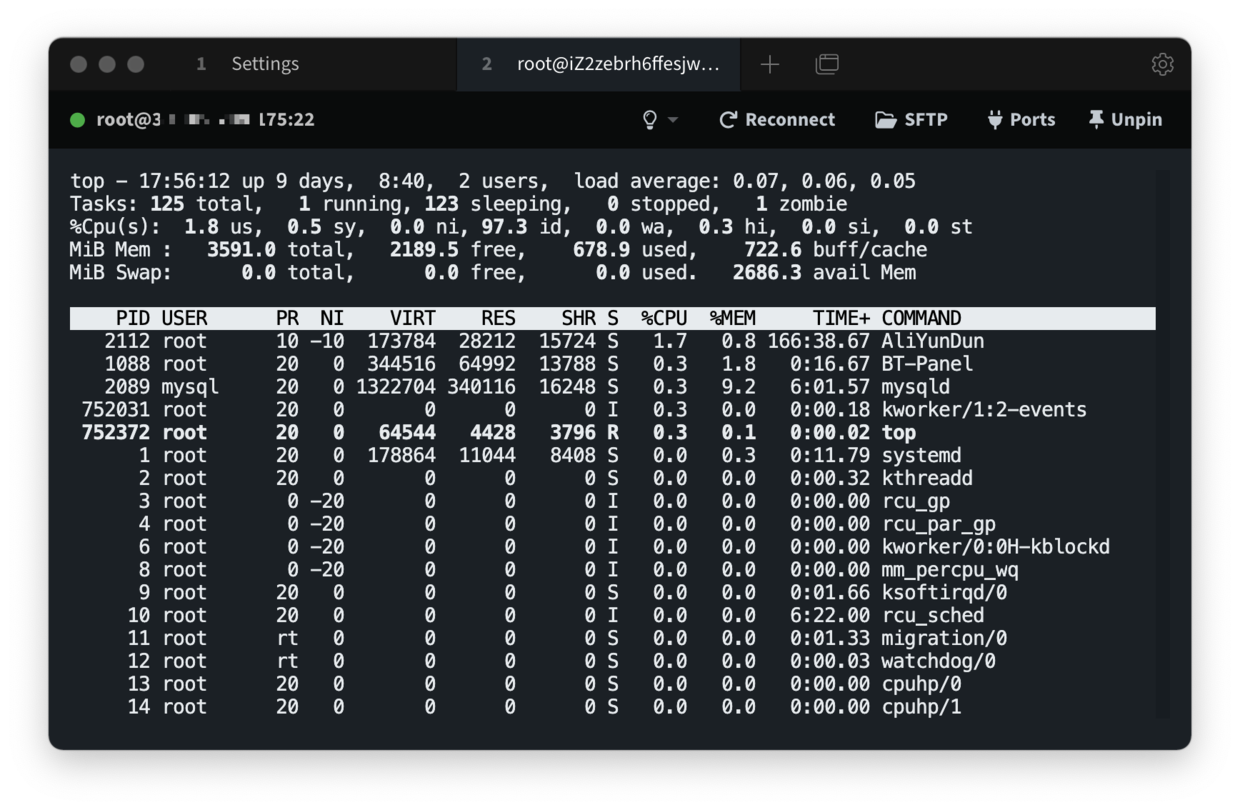 1 Settings 2 root@iZ2zebrh6ffesjw...
root@3 175:22 Reconnect SFTP Ports Unpin
top - 17:56:12 up 9 days,  8:40,  2 users,  load average: 0.07, 0.06, 0.05
Tasks: 125 total,   1 running, 123 sleeping,   0 stopped,   1 zombie
%Cpu(s):  1.8 us,  0.5 sy,  0.0 ni, 97.3 id,  0.0 wa,  0.3 hi,  0.0 si,  0.0 st
MiB Mem :   3591.0 total,   2189.5 free,    678.9 used,    722.6 buff/cache
MiB Swap:      0.0 total,      0.0 free,      0.0 used.   2686.3 avail Mem
PID USER      PR  NI    VIRT    RES    SHR S  %CPU  %MEM     TIME+ COMMAND
2112 root      10 -10  173784  28212  15724 S   1.7   0.8 166:38.67 AliYunDun
1088 root      20   0  344516  64992  13788 S   0.3   1.8   0:16.67 BT-Panel
2089 mysql     20   0 1322704 340116  16248 S   0.3   9.2   6:01.57 mysqld
752031 root      20   0       0      0      0 I   0.3   0.0   0:00.18 kworker/1:2-events
752372 root      20   0   64544   4428   3796 R   0.3   0.1   0:00.02 top
1 root      20   0  178864  11044   8408 S   0.0   0.3   0:11.79 systemd
2 root      20   0       0      0      0 S   0.0   0.0   0:00.32 kthreadd
3 root       0 -20       0      0      0 I   0.0   0.0   0:00.00 rcu_gp
4 root       0 -20       0      0      0 I   0.0   0.0   0:00.00 rcu_par_gp
6 root       0 -20       0      0      0 I   0.0   0.0   0:00.00 kworker/0:0H-kblockd
8 root       0 -20       0      0      0 I   0.0   0.0   0:00.00 mm_percpu_wq
9 root      20   0       0      0      0 S   0.0   0.0   0:01.66 ksoftirqd/0
10 root      20   0       0      0      0 I   0.0   0.0   6:22.00 rcu_sched
11 root      rt   0       0      0      0 S   0.0   0.0   0:01.33 migration/0
12 root      rt   0       0      0      0 S   0.0   0.0   0:00.03 watchdog/0
13 root      20   0       0      0      0 S   0.0   0.0   0:00.00 cpuhp/0
14 root      20   0       0      0      0 S   0.0   0.0   0:00.00 cpuhp/1